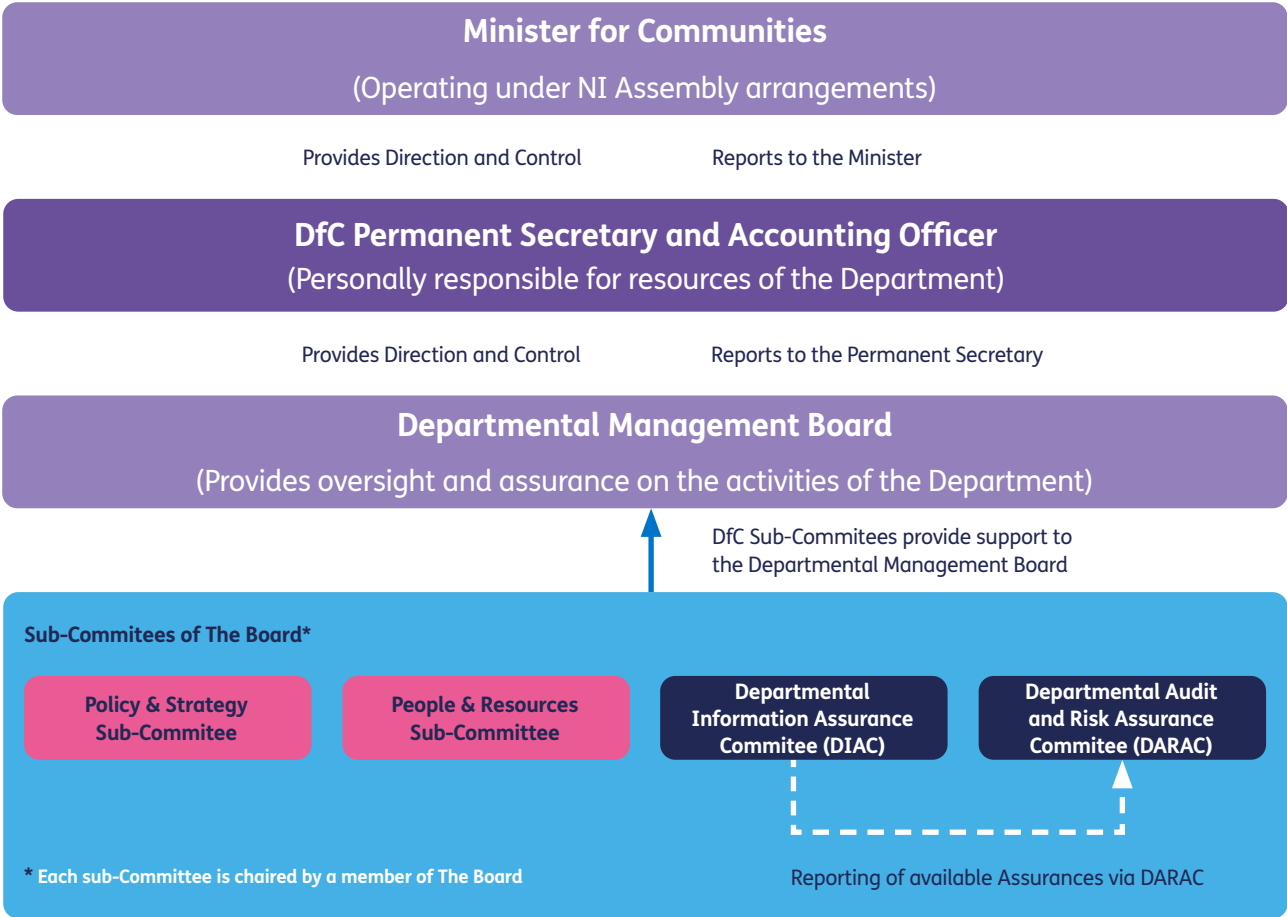 Minister for Communities
(Operating under NI Assembly arrangements)
Provides Direction and Control
Reports to the Minister
DfC Permanent Secretary and Accounting Officer
(Personally responsible for resources of the Department)
Provides Direction and Control
Reports to the Permanent Secretary
Departmental Management Board
(Provides oversight and assurance on the activities of the Department)
DfC Sub-Commitees provide support to
the Departmental Management Board
Sub-Commitees of The Board*
Policy & Strategy
Sub-Commitee
People & Resources
Sub-Committee
Departmental
Information Assurance
Commitee (DIAC)
Departmental Audit
and Risk Assurance
Commitee (DARAC)
* Each sub-Committee is chaired by a member of The Board
Reporting of available Assurances via DARAC